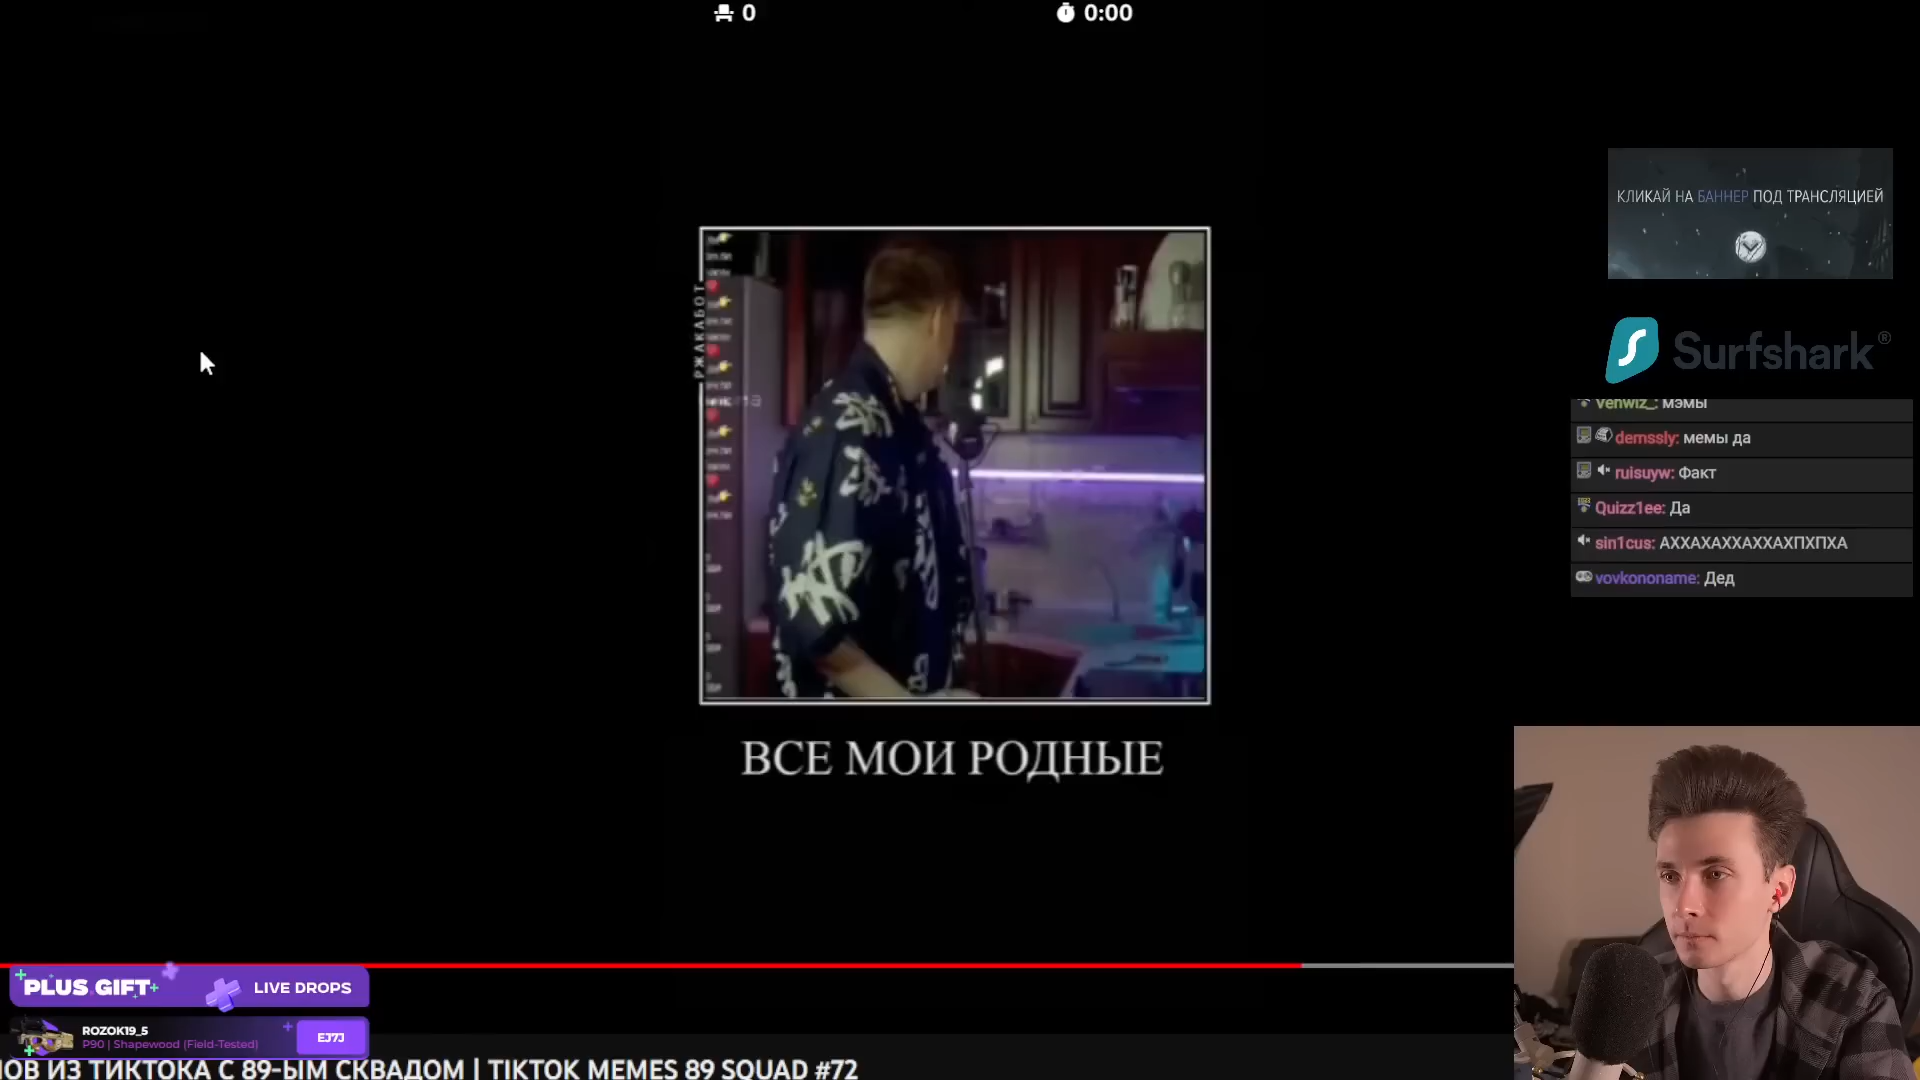 0
0:00
КЛИКАЙ НА БАННЕР ПОД ТРАНСЛЯЦИЕЙ
Surfshark®
РЖАКАБОТ
Venwiz_: мэмы
dernssly: мемы да
ruisuyw: Факт
Quizz1ee: Да
sin1cus: АХХАХАХХАХХАХПХПХА
vovkononame: Дед
ВСЕ МОИ РОДНЫЕ
PLUS GIFT
LIVE DROPS
ROZOK19_5
P90 | Shapewood (Field-Tested)
EJ7J
ОВ ИЗ ТИКТОКА С 89-ЫМ СКВАДОМ | TIKTOK MEMES 89 SQUAD #72